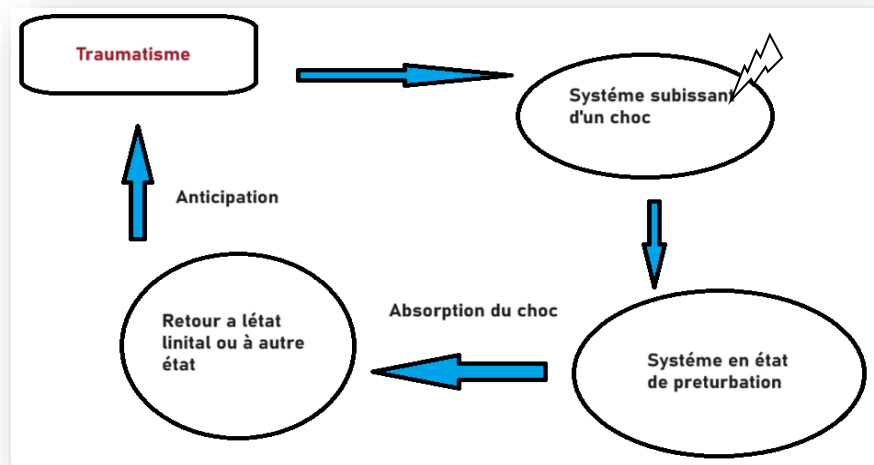 Traumatisme
Systéme subissant
d'un choc
Anticipation
Absorption du choc
Retour a létat
linital ou à autre
état
Systéme en état
de preturbation